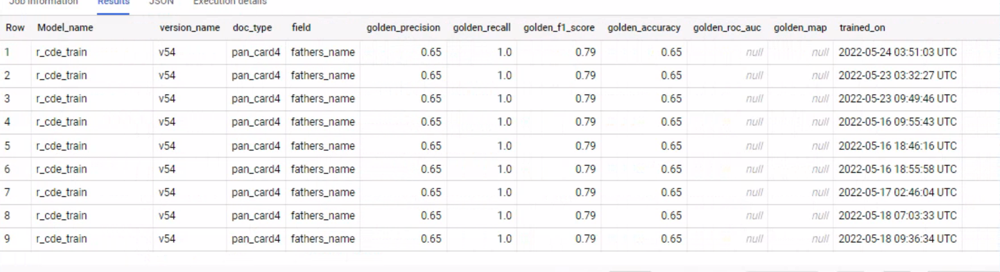 Job information Results JSON Execution details
Row Model_name version_name doc_type field golden_precision golden_recall golden_f1_score golden_accuracy golden_roc_auc golden_map trained_on
1 r_cde_train v54 pan_card4 fathers_name 0.65 1.0 0.79 0.65 null null 2022-05-24 03:51:03 UTC
2 r_cde_train v54 pan_card4 fathers_name 0.65 1.0 0.79 0.65 null null 2022-05-23 03:32:27 UTC
3 r_cde_train v54 pan_card4 fathers_name 0.65 1.0 0.79 0.65 null null 2022-05-23 09:49:46 UTC
4 r_cde_train v54 pan_card4 fathers_name 0.65 1.0 0.79 0.65 null null 2022-05-16 09:55:43 UTC
5 r_cde_train v54 pan_card4 fathers_name 0.65 1.0 0.79 0.65 null null 2022-05-16 18:46:16 UTC
6 r_cde_train v54 pan_card4 fathers_name 0.65 1.0 0.79 0.65 null null 2022-05-16 18:55:58 UTC
7 r_cde_train v54 pan_card4 fathers_name 0.65 1.0 0.79 0.65 null null 2022-05-17 02:46:04 UTC
8 r_cde_train v54 pan_card4 fathers_name 0.65 1.0 0.79 0.65 null null 2022-05-18 07:03:33 UTC
9 r_cde_train v54 pan_card4 fathers_name 0.65 1.0 0.79 0.65 null null 2022-05-18 09:36:34 UTC